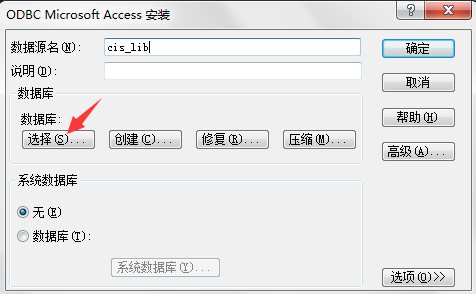 ODBC Microsoft Access 安装
数据源名(N): cis_lib 确定
说明(D): 取消
数据库
数据库: 帮助(H)
选择(S)... 创建(C)... 修复(R)... 压缩(M)... 高级(A)...
系统数据库
无(E)
数据库(T):
系统数据库(Y)... 选项(O)>>